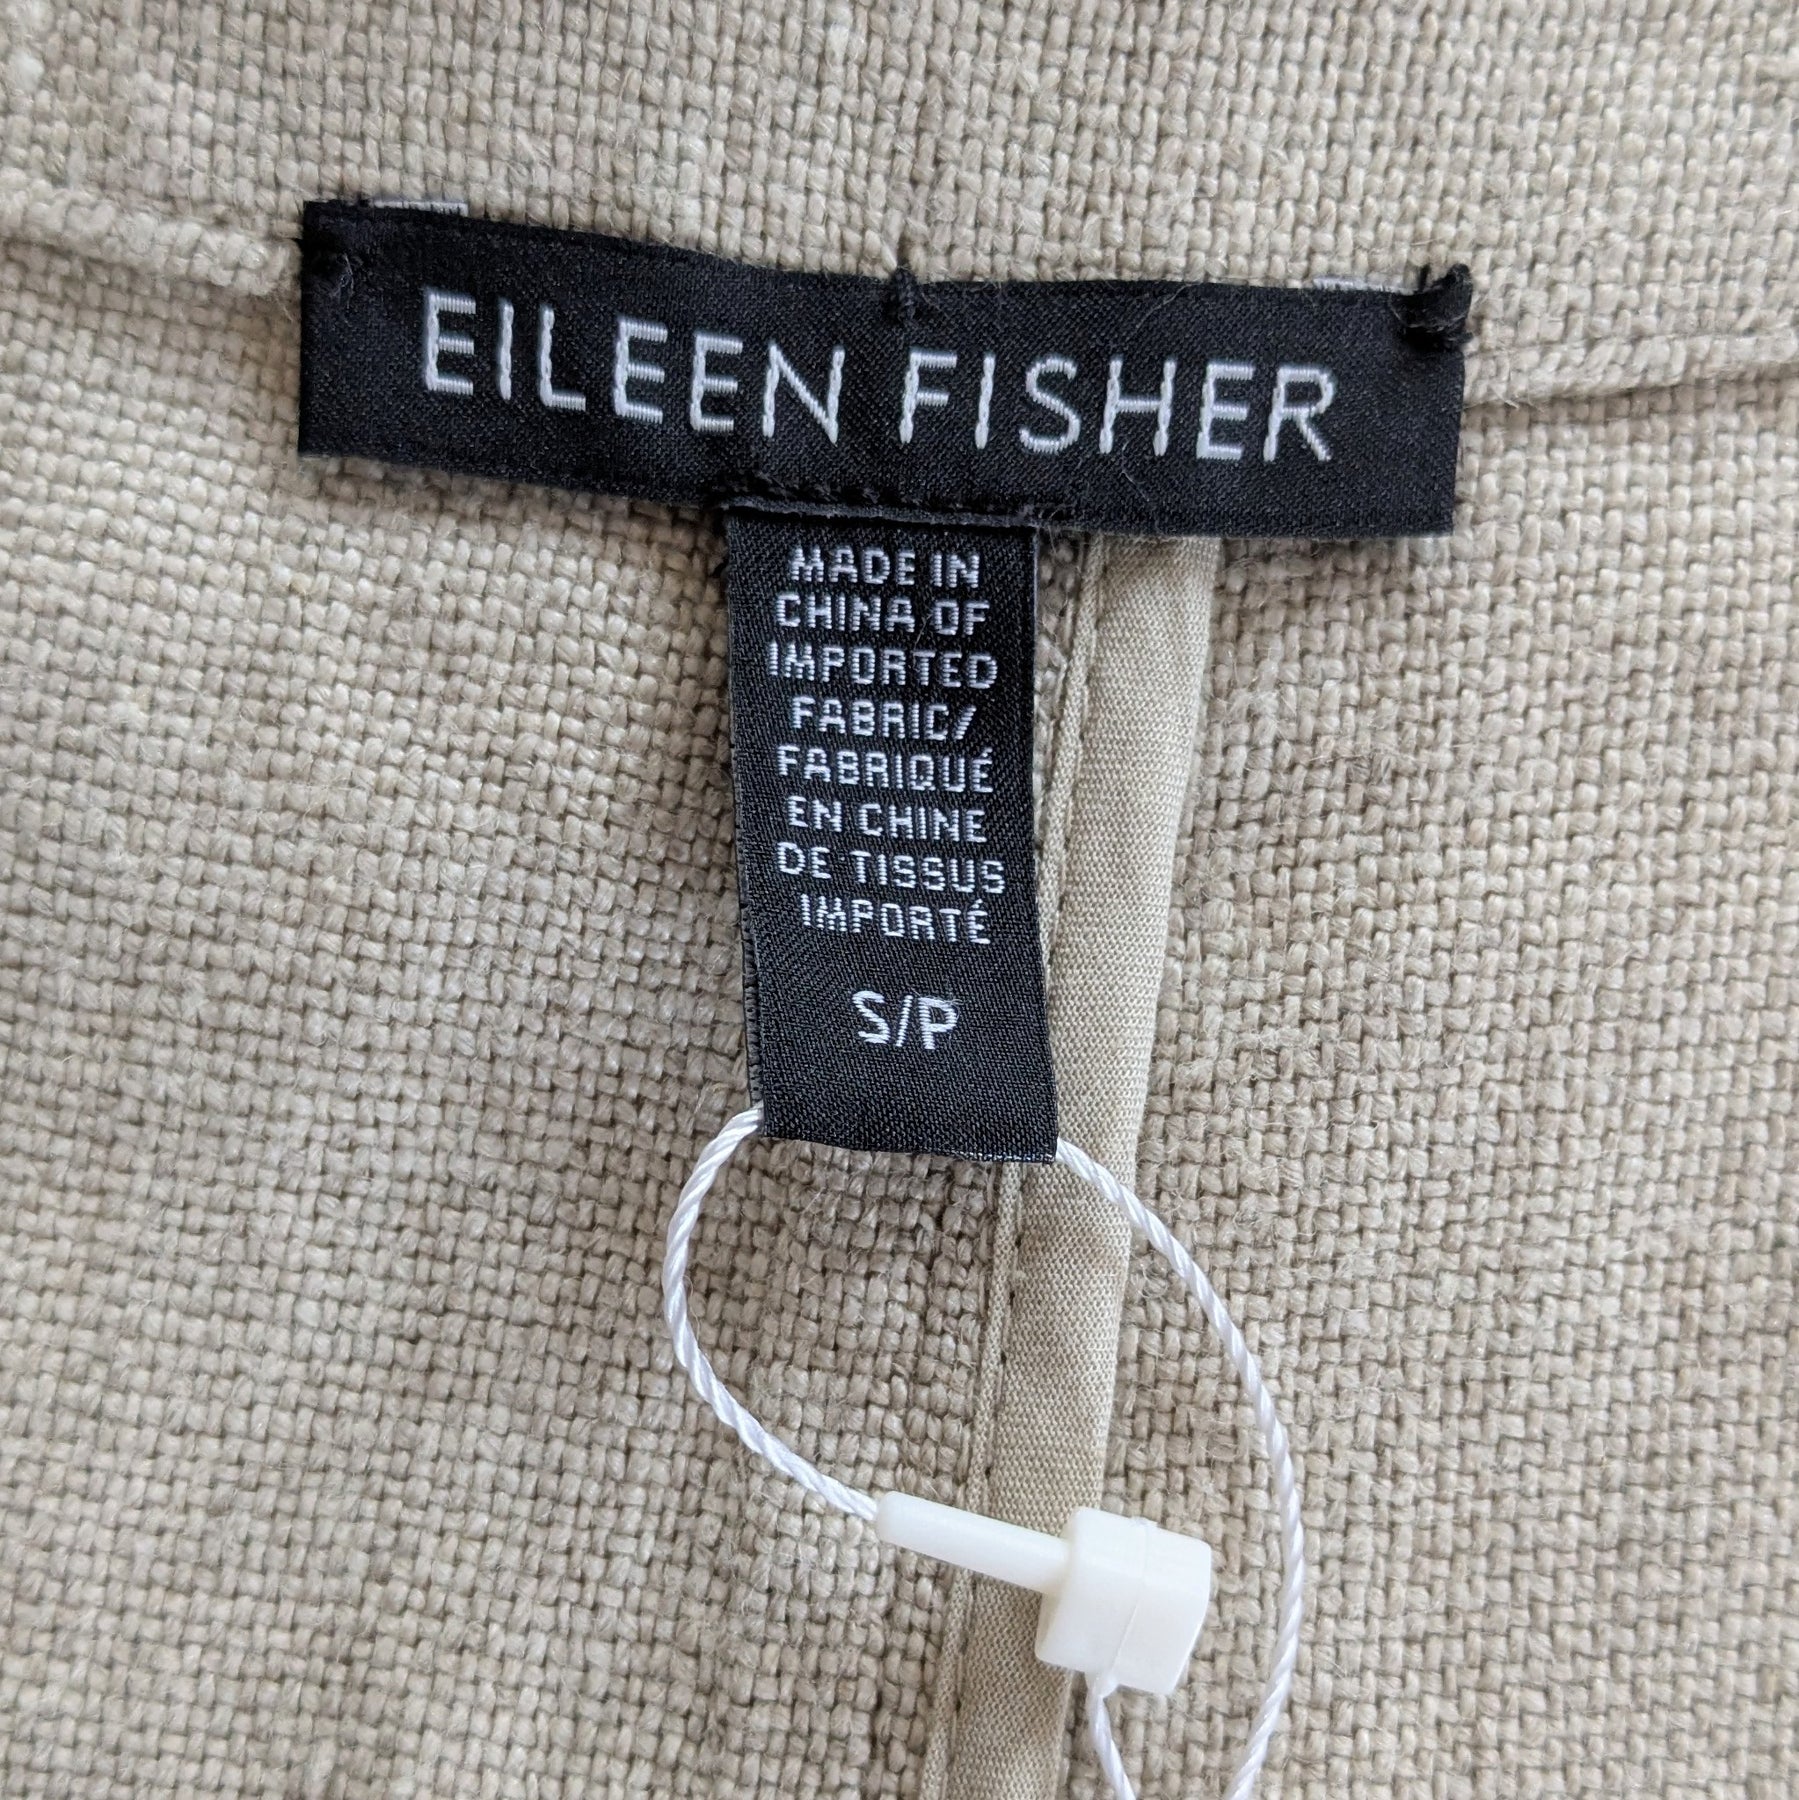 EILEEN FISHER
MADE IN
CHINA OF
IMPORTED
FABRIC/
FABRIQUÉ
EN CHINE
DE TISSUS
IMPORTÉ
S/P